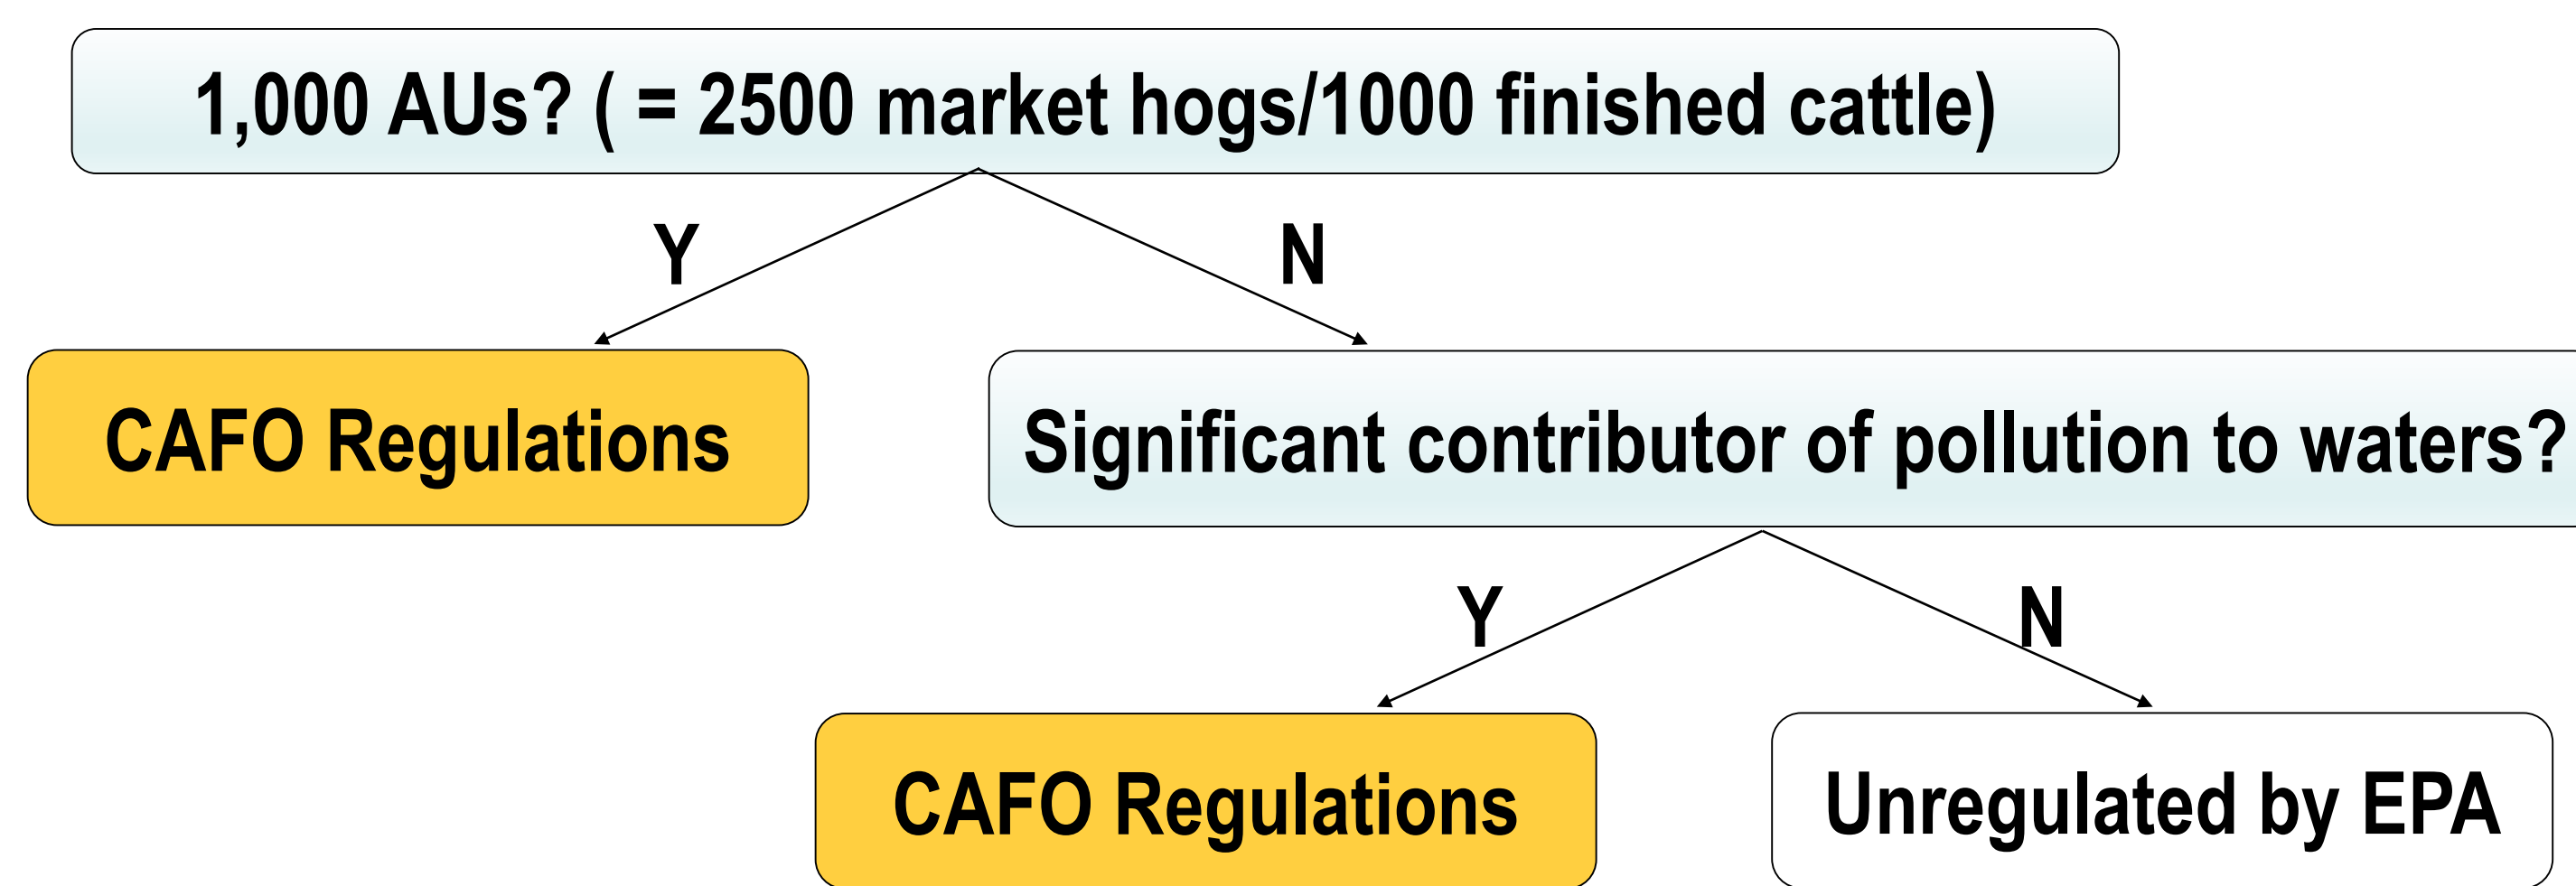 1,000 AUs? ( = 2500 market hogs/1000 finished cattle)
Y
N
CAFO Regulations
Significant contributor of pollution to waters?
Y
N
CAFO Regulations
Unregulated by EPA